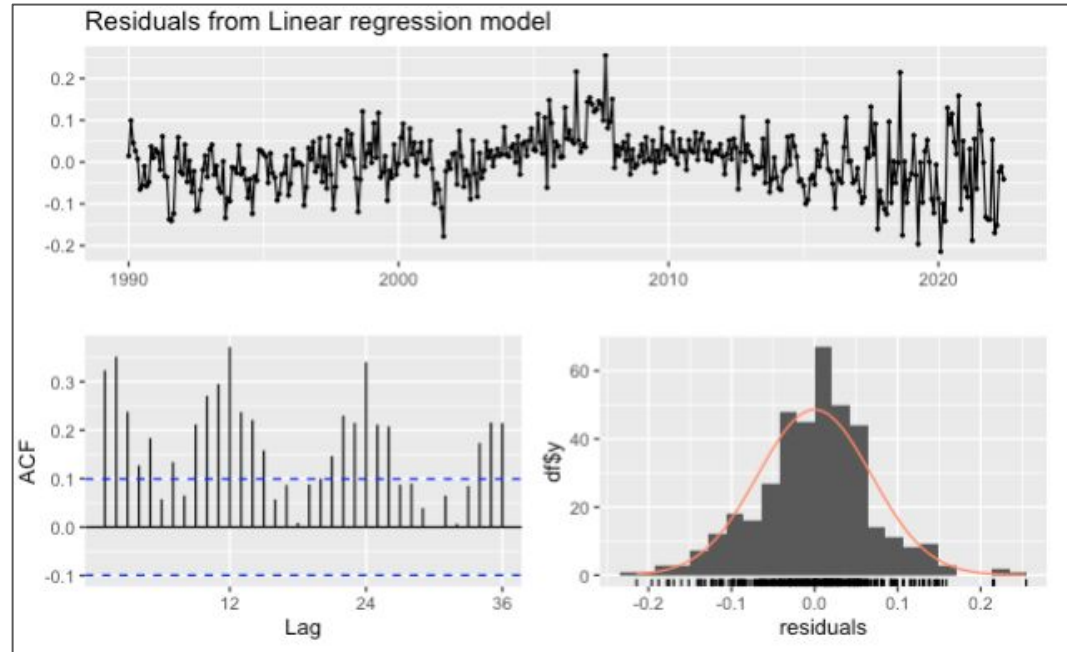 Residuals from Linear regression model
0.2
0.1
0.0
-0.1
-0.2
1990 2000 2010 2020
ACF
0.3
0.2
0.1
0.0
-0.1
12 24 36
Lag
df$y
60
40
20
0
-0.2 -0.1 0.0 0.1 0.2
residuals